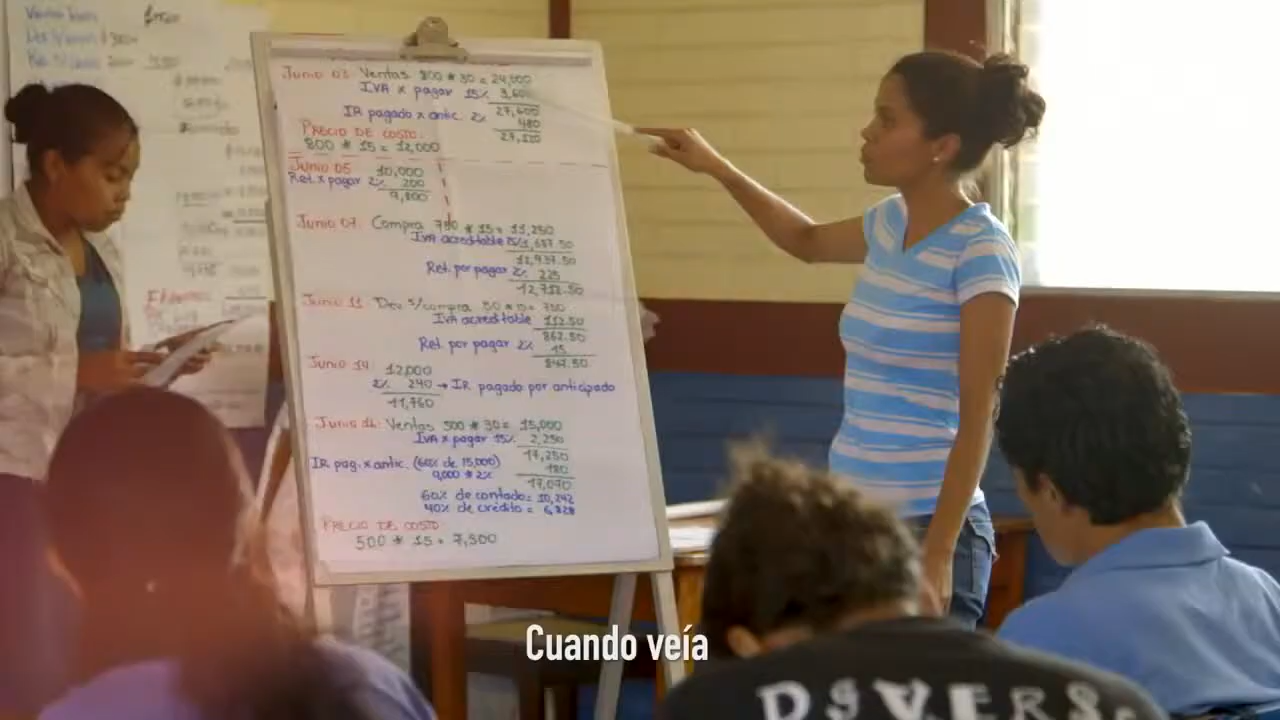 Junio 03: Ventas 800 * 30 = 24,000
IVA x pagar 15% 3,600
27,600
IR pagado x antic. 2% 480
27,120
PRECIO DE COSTO:
800 * 15 = 12,000
Junio 05 10,000
Ret. x pagar 2% 200
9,800
Junio 07: Compra 750 * 15 = 11,250
IVA acreditable 15% 1,687.50
12,937.50
Ret. por pagar 2% 225
12,712.50
Junio 11: Dev. s/compra 50 * 15 = 750
IVA acreditable 112.50
862.50
Ret. por pagar 2% 15
847.50
Junio 14: 12,000
2% 240 → IR pagado por anticipado
11,760
Junio 16: Ventas 500 * 30 = 15,000
IVA x pagar 15% 2,250
17,250
IR pag. x antic. (60% de 15,000) 180
9,000 * 2%
17,070
60% de contado = 10,242
40% de crédito = 6,828
PRECIO DE COSTO
500 * 15 = 7,500
Cuando veía
DIVERS